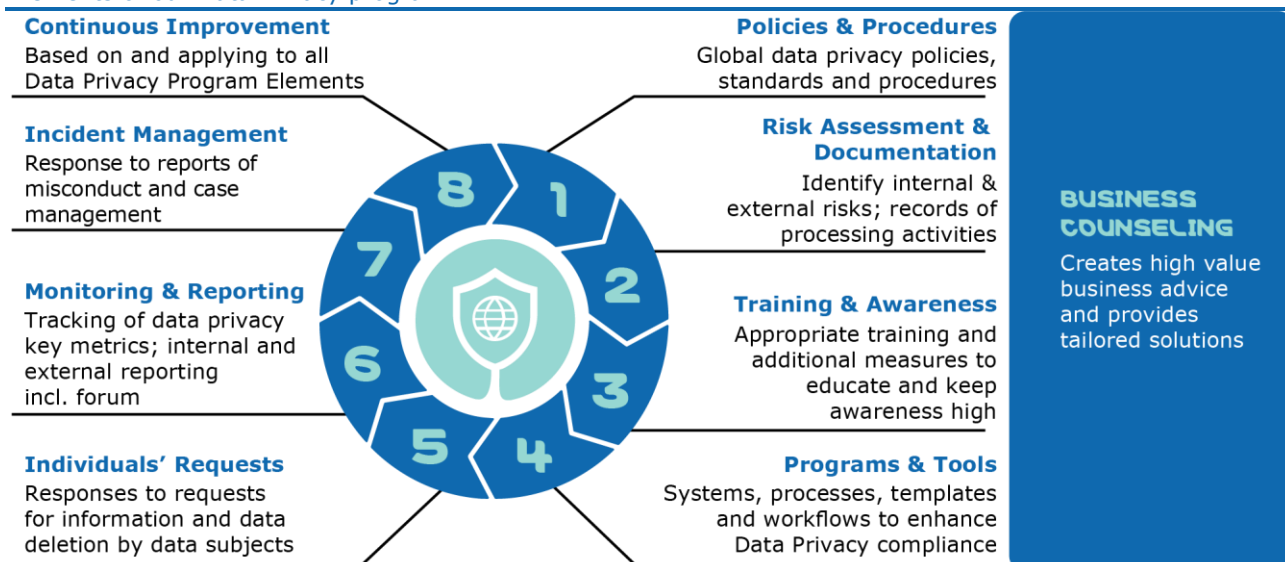 Continuous Improvement
Based on and applying to all
Data Privacy Program Elements
Incident Management
Response to reports of
misconduct and case
management
Monitoring & Reporting
Tracking of data privacy
key metrics; internal and
external reporting
incl. forum
Individuals’ Requests
Responses to requests
for information and data
deletion by data subjects
8
1
7
2
6
3
5
4
Policies & Procedures
Global data privacy policies,
standards and procedures
Risk Assessment &
Documentation
Identify internal &
external risks; records of
processing activities
Training & Awareness
Appropriate training and
additional measures to
educate and keep
awareness high
Programs & Tools
Systems, processes, templates
and workflows to enhance
Data Privacy compliance
BUSINESS
COUNSELING
Creates high value
business advice
and provides
tailored solutions